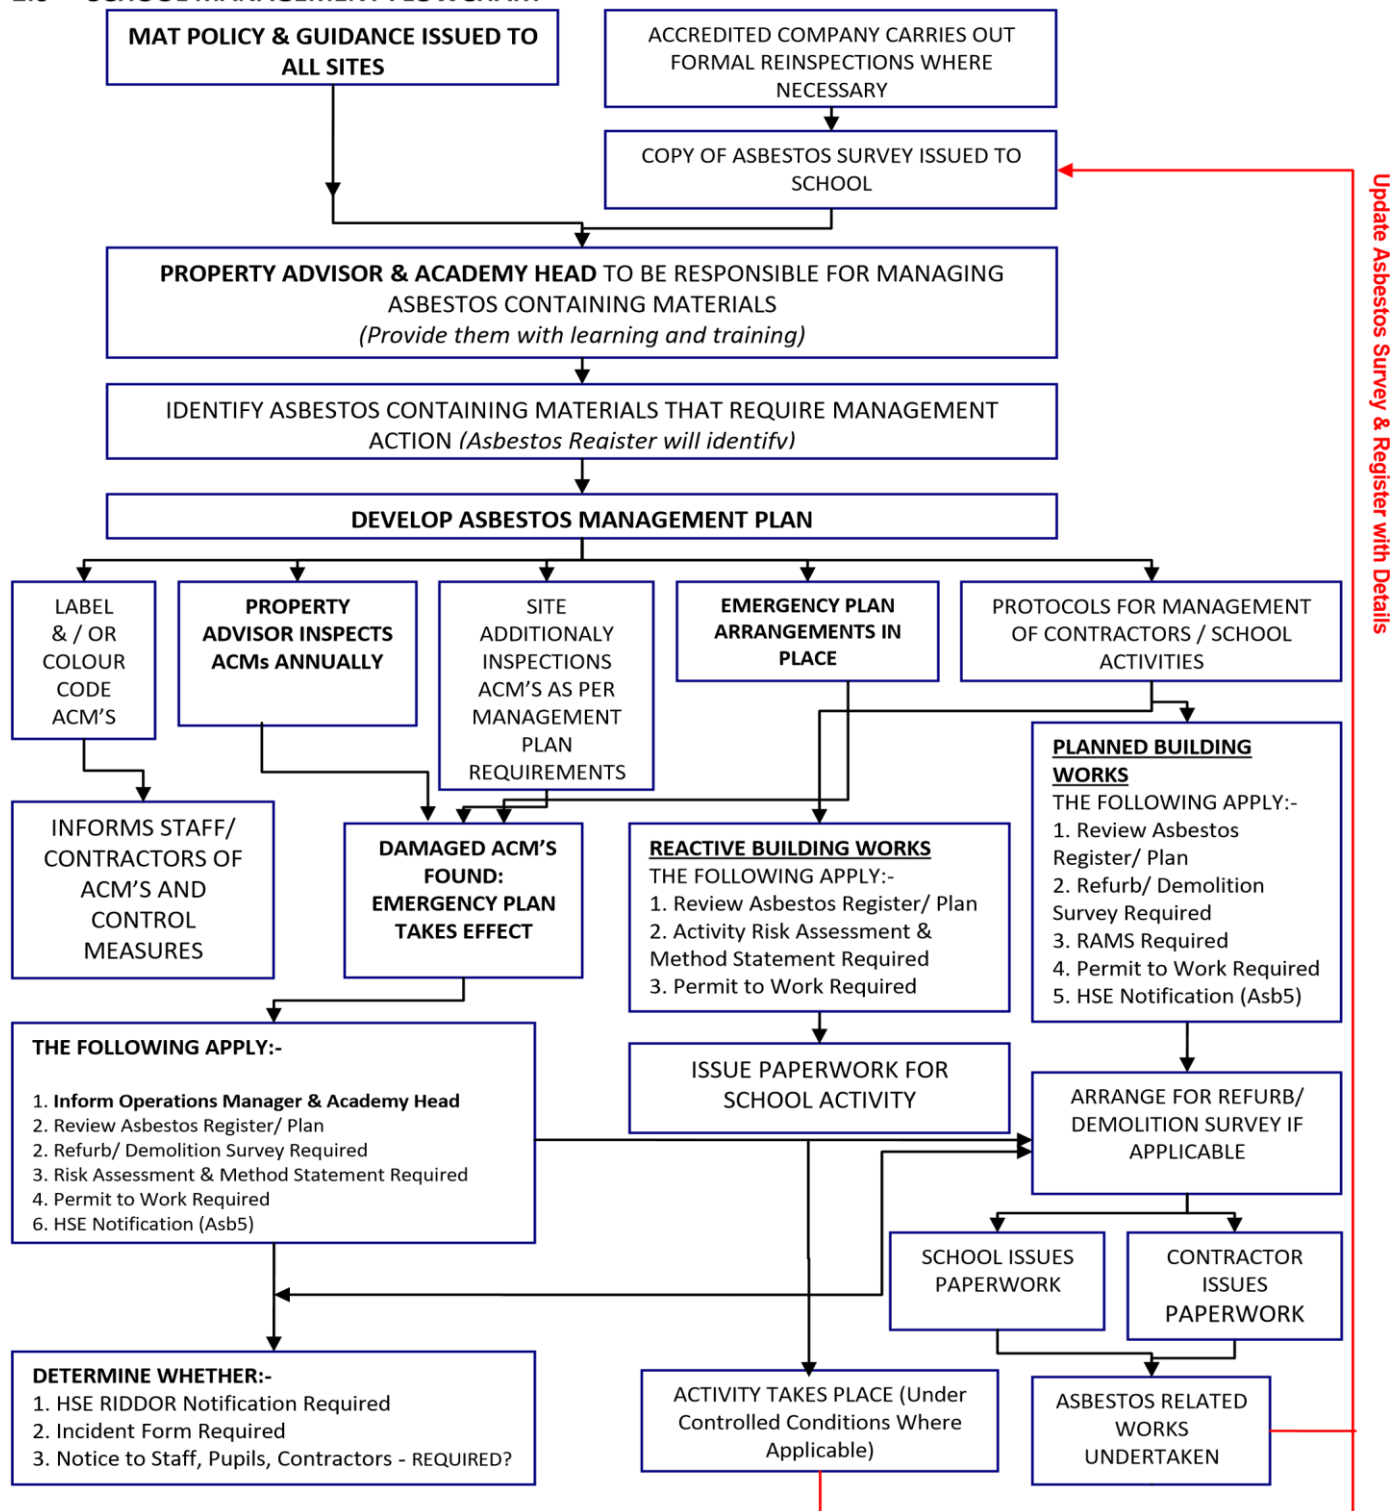 2.8 SCHOOL MANAGEMENT FLOWCHART
MAT POLICY & GUIDANCE ISSUED TO
ALL SITES
ACCREDITED COMPANY CARRIES OUT
FORMAL REINSPECTIONS WHERE
NECESSARY
COPY OF ASBESTOS SURVEY ISSUED TO
SCHOOL
Update Asbestos Survey & Register with Details
PROPERTY ADVISOR & ACADEMY HEAD TO BE RESPONSIBLE FOR MANAGING
ASBESTOS CONTAINING MATERIALS
(Provide them with learning and training)
IDENTIFY ASBESTOS CONTAINING MATERIALS THAT REQUIRE MANAGEMENT
ACTION (Asbestos Register will identify)
DEVELOP ASBESTOS MANAGEMENT PLAN
LABEL
& / OR
COLOUR
CODE
ACM'S
PROPERTY
ADVISOR INSPECTS
ACMs ANNUALLY
SITE
ADDITIONALY
INSPECTIONS
ACM'S AS PER
MANAGEMENT
PLAN
REQUIREMENTS
EMERGENCY PLAN
ARRANGEMENTS IN
PLACE
PROTOCOLS FOR MANAGEMENT
OF CONTRACTORS / SCHOOL
ACTIVITIES
INFORMS STAFF/
CONTRACTORS OF
ACM'S AND
CONTROL
MEASURES
DAMAGED ACM'S
FOUND:
EMERGENCY PLAN
TAKES EFFECT
REACTIVE BUILDING WORKS
THE FOLLOWING APPLY:-
1. Review Asbestos Register/ Plan
2. Activity Risk Assessment &
Method Statement Required
3. Permit to Work Required
PLANNED BUILDING
WORKS
THE FOLLOWING APPLY:-
1. Review Asbestos
Register/ Plan
2. Refurb/ Demolition
Survey Required
3. RAMS Required
4. Permit to Work Required
5. HSE Notification (Asb5)
THE FOLLOWING APPLY:-
1. Inform Operations Manager & Academy Head
2. Review Asbestos Register/ Plan
2. Refurb/ Demolition Survey Required
3. Risk Assessment & Method Statement Required
4. Permit to Work Required
6. HSE Notification (Asb5)
ISSUE PAPERWORK FOR
SCHOOL ACTIVITY
ARRANGE FOR REFURB/
DEMOLITION SURVEY IF
APPLICABLE
SCHOOL ISSUES
PAPERWORK
CONTRACTOR
ISSUES
PAPERWORK
DETERMINE WHETHER:-
1. HSE RIDDOR Notification Required
2. Incident Form Required
3. Notice to Staff, Pupils, Contractors - REQUIRED?
ACTIVITY TAKES PLACE (Under
Controlled Conditions Where
Applicable)
ASBESTOS RELATED
WORKS
UNDERTAKEN